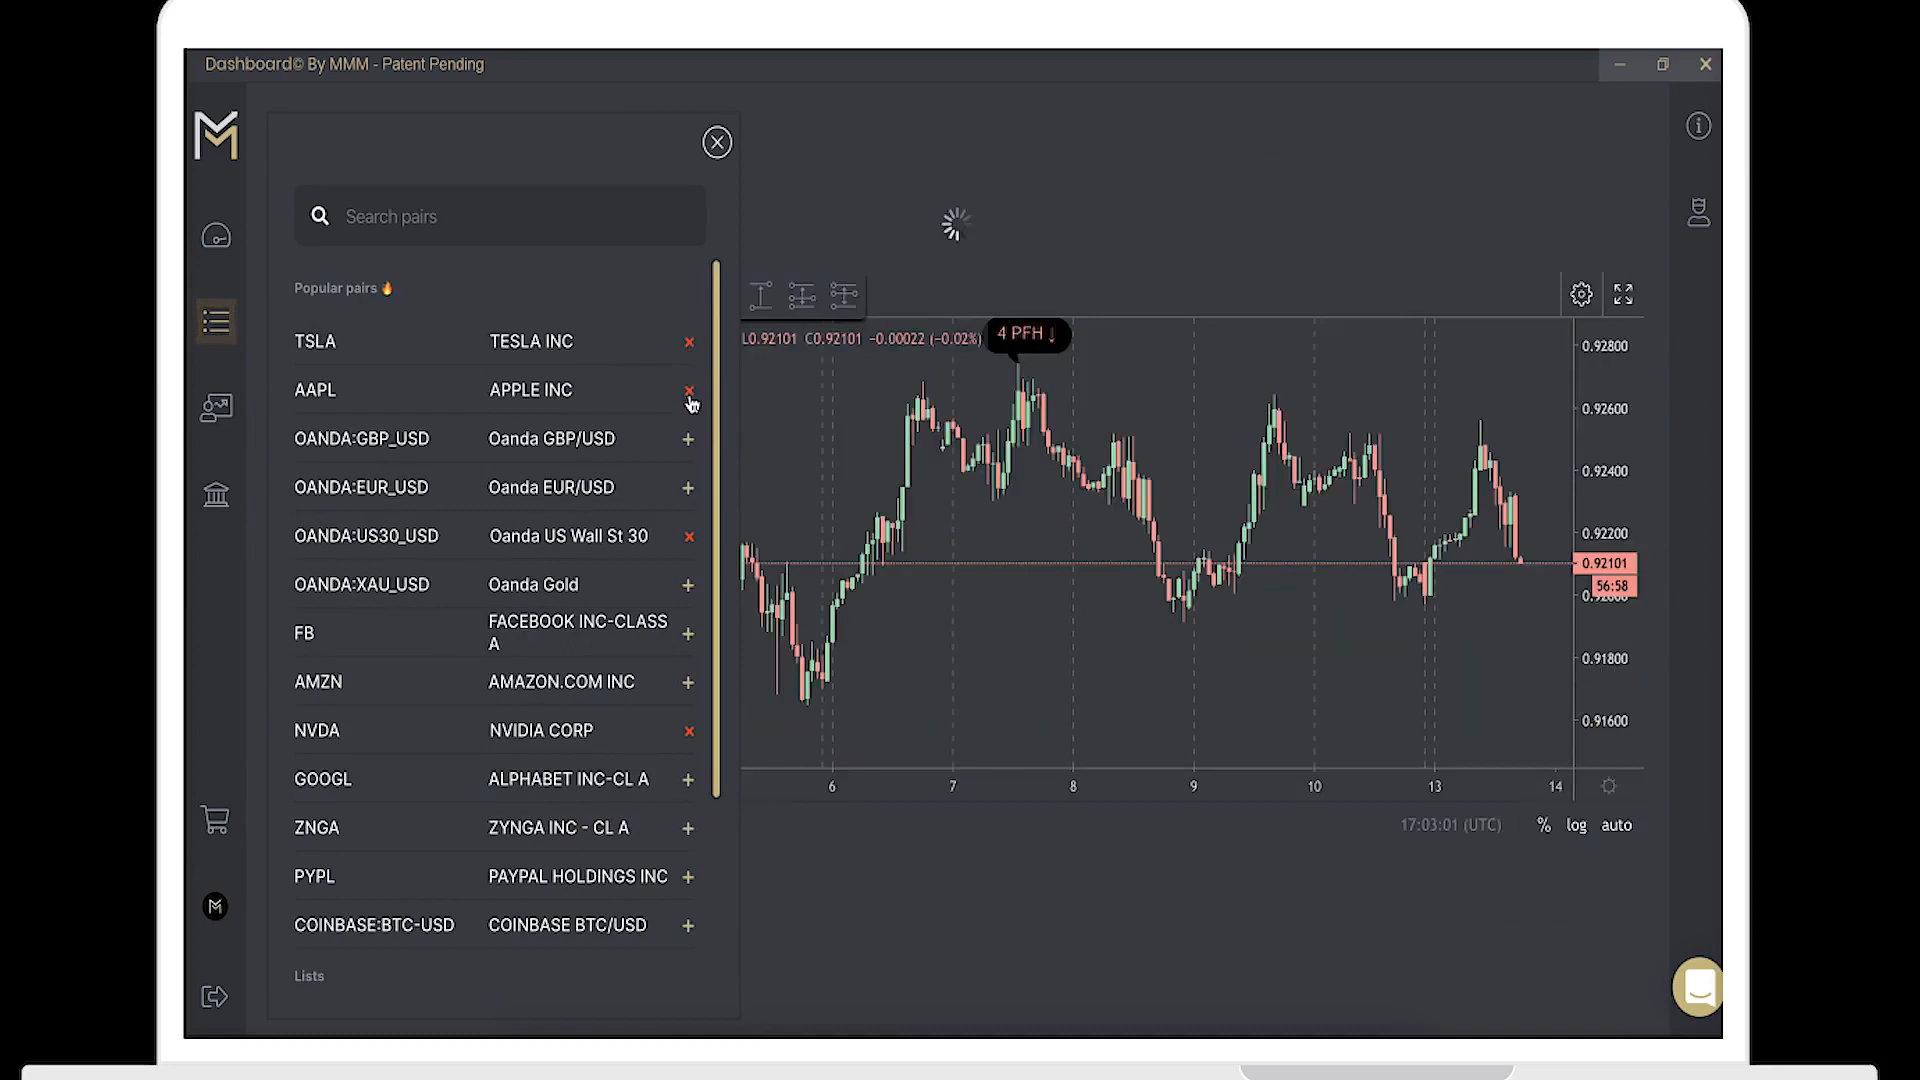 Dashboard© By MMM - Patent Pending
Search pairs
Popular pairs 🔥
TSLA TESLA INC ×
AAPL APPLE INC ×
OANDA:GBP_USD Oanda GBP/USD +
OANDA:EUR_USD Oanda EUR/USD +
OANDA:US30_USD Oanda US Wall St 30 ×
OANDA:XAU_USD Oanda Gold +
FB FACEBOOK INC-CLASS A +
AMZN AMAZON.COM INC +
NVDA NVIDIA CORP ×
GOOGL ALPHABET INC-CL A +
ZNGA ZYNGA INC - CL A +
PYPL PAYPAL HOLDINGS INC +
COINBASE:BTC-USD COINBASE BTC/USD +
Lists
L0.92101 C0.92101 −0.00022 (−0.02%)
4 PFH ↓
0.92800
0.92600
0.92400
0.92200
0.92101
56:58
0.91800
0.91600
6 7 8 9 10 13 14
17:03:01 (UTC) % log auto